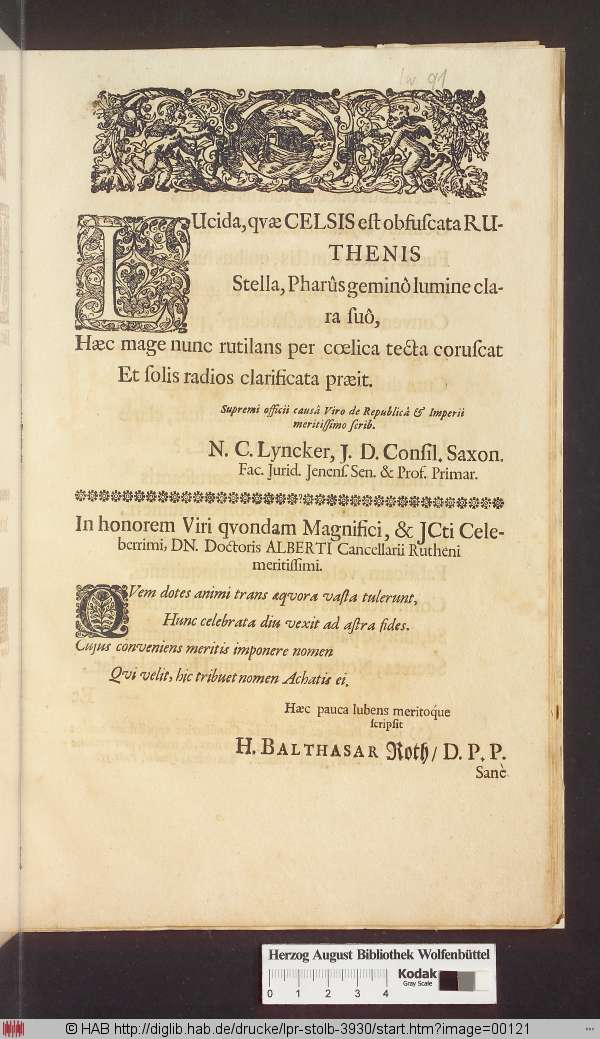 LUcida, qvæ CELSIS est obfuscata RU-
THENIS
Stella, Pharûs geminô lumine cla-
ra suô,
Hæc mage nunc rutilans per cœlica tecta coruscat
Et solis radios clarificata præit.
Supremi officii causâ Viro de Republicâ & Imperii
meritissimo scrib.
N. C. Lyncker, J. D. Consil. Saxon.
Fac. Jurid. Jenens. Sen. & Prof. Primar.
In honorem Viri qvondam Magnifici, & JCti Cele-
berrimi, DN. Doctoris ALBERTI Cancellarii Rutheni
meritissimi.
QVem dotes animi trans æqvora vasta tulerunt,
Hunc celebrata diu vexit ad astra fides.
Cujus conveniens meritis imponere nomen
Qvi velit, hic tribuet nomen Achatis ei.
Hæc pauca lubens meritoque
scripsit
H. BALTHASAR Roth / D. P. P.
Sanè
Herzog August Bibliothek Wolfenbüttel
0 1 2 3 4
Kodak
Gray Scale
© HAB http://diglib.hab.de/drucke/lpr-stolb-3930/start.htm?image=00121